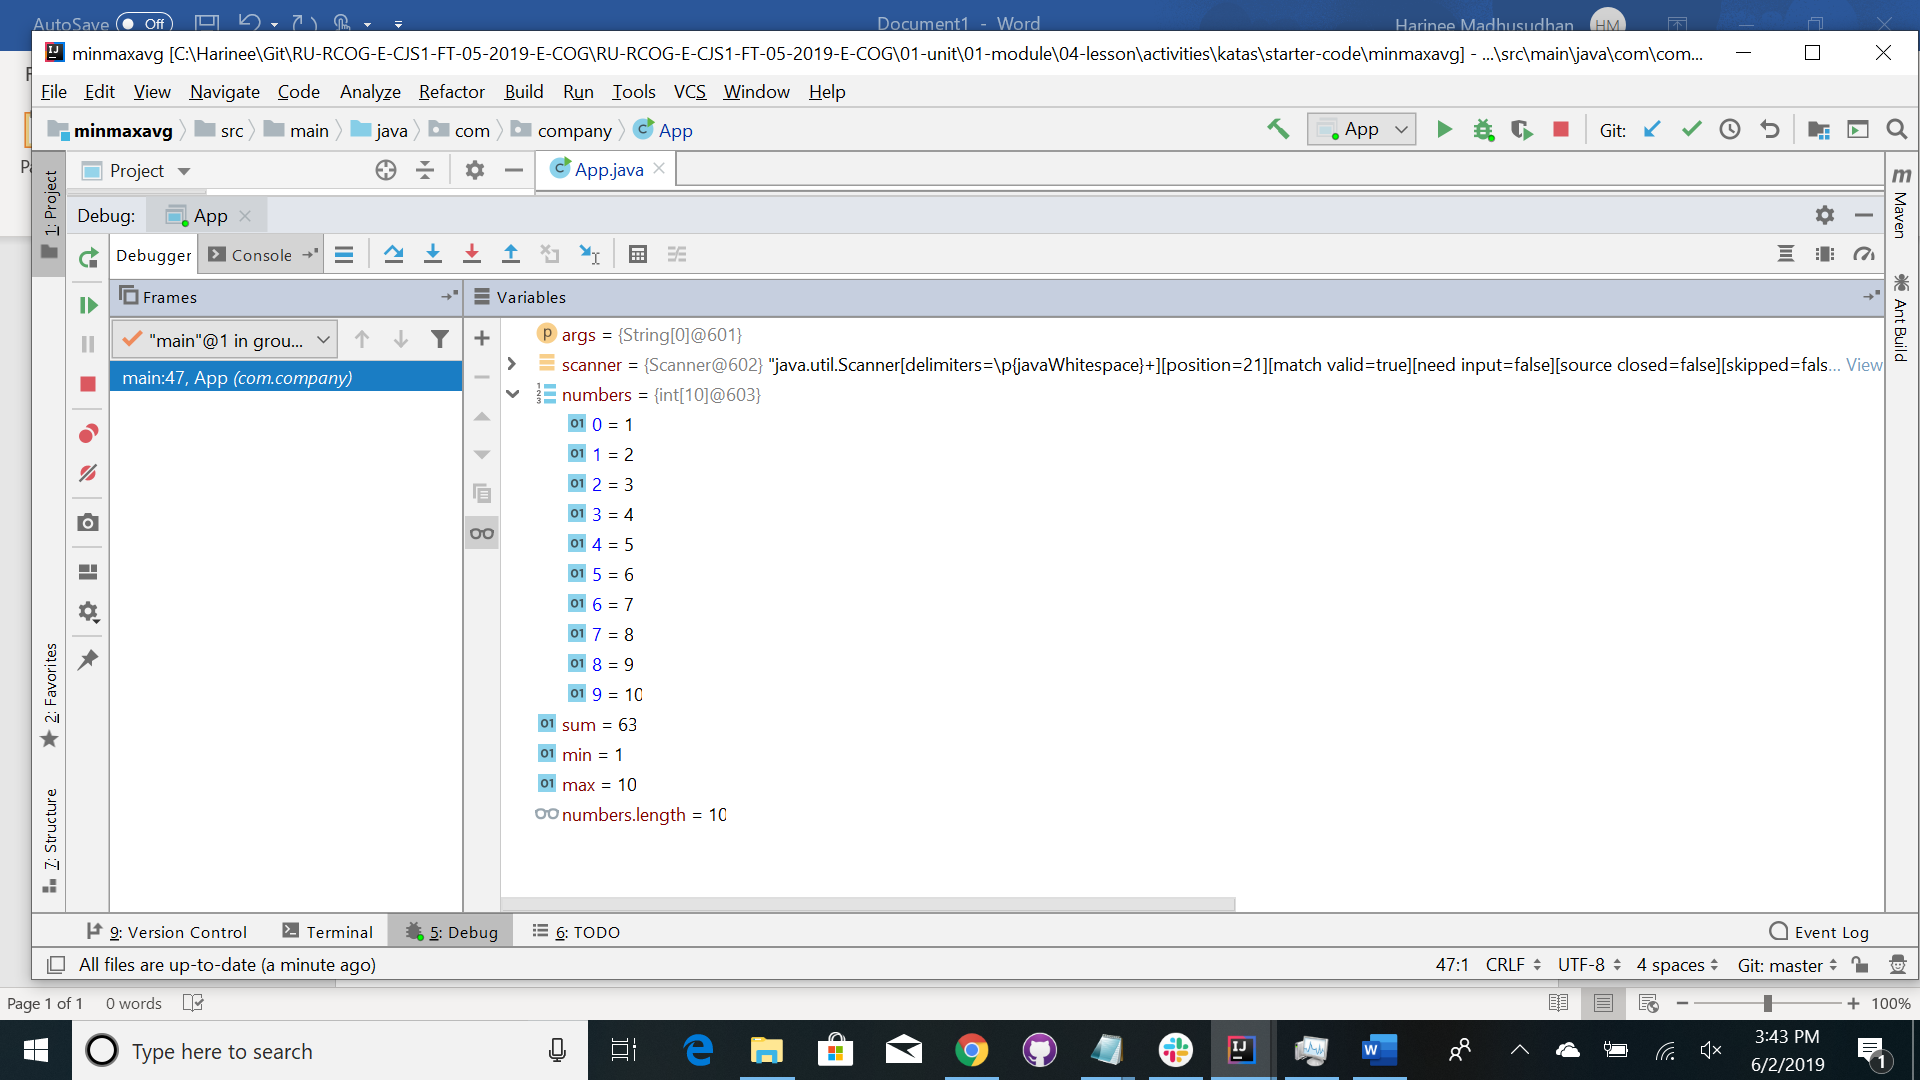 AutoSave Off Document1 - Word Harinee Madhusudhan HM
minmaxavg [C:\Harinee\Git\RU-RCOG-E-CJS1-FT-05-2019-E-COG\RU-RCOG-E-CJS1-FT-05-2019-E-COG\01-unit\01-module\04-lesson\activities\katas\starter-code\minmaxavg] - ...\src\main\java\com\com...
File Edit View Navigate Code Analyze Refactor Build Run Tools VCS Window Help
minmaxavg src main java com company App App Git:
Project App.java
1: Project
Maven
Debug: App
Debugger Console
Frames Variables
Ant Build
"main"@1 in grou...
main:47, App (com.company)
args = {String[0]@601}
scanner = {Scanner@602} "java.util.Scanner[delimiters=\p{javaWhitespace}+][position=21][match valid=true][need input=false][source closed=false][skipped=fals... View
numbers = {int[10]@603}
0 = 1
1 = 2
2 = 3
3 = 4
4 = 5
5 = 6
6 = 7
7 = 8
8 = 9
9 = 10
sum = 63
min = 1
max = 10
numbers.length = 10
2: Favorites
7: Structure
9: Version Control Terminal 5: Debug 6: TODO Event Log
All files are up-to-date (a minute ago) 47:1 CRLF UTF-8 4 spaces Git: master
Page 1 of 1 0 words 100%
Type here to search
3:43 PM
6/2/2019
1